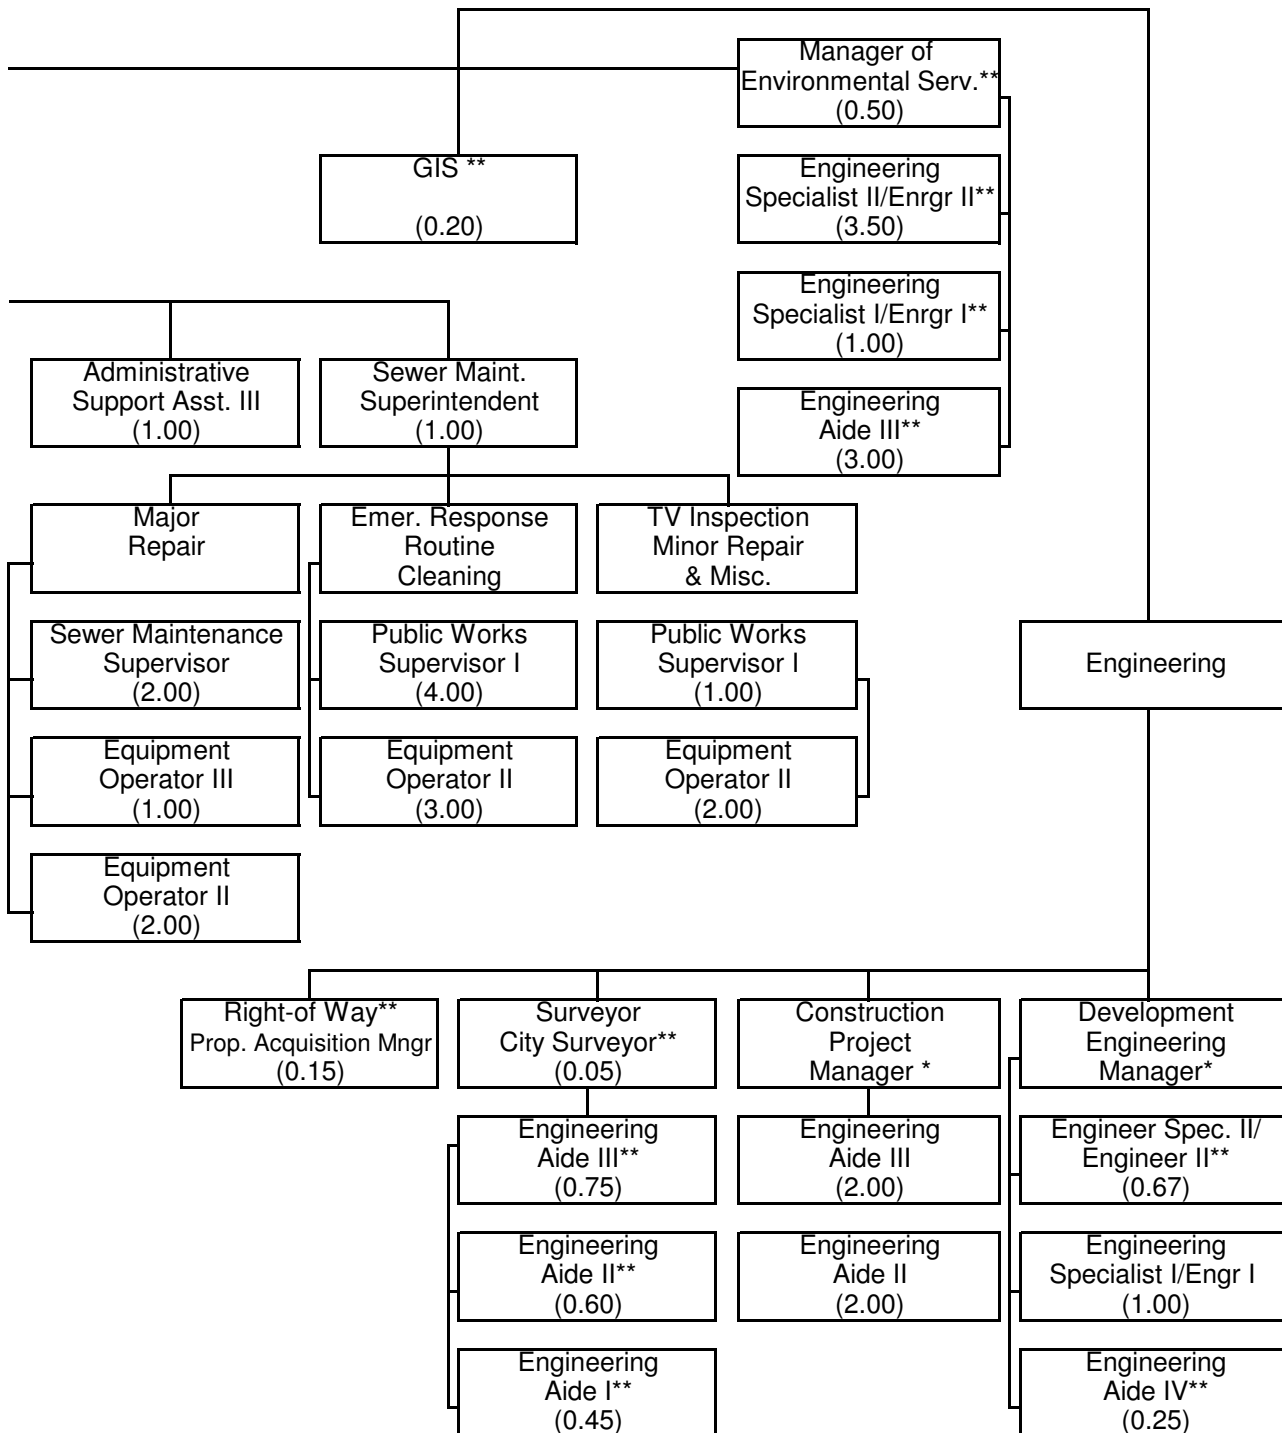 Manager of
Environmental Serv.**
(0.50)
GIS **
(0.20)
Engineering
Specialist II/Enrgr II**
(3.50)
Engineering
Specialist I/Enrgr I**
(1.00)
Administrative
Support Asst. III
(1.00)
Sewer Maint.
Superintendent
(1.00)
Engineering
Aide III**
(3.00)
Major
Repair
Emer. Response
Routine
Cleaning
TV Inspection
Minor Repair
& Misc.
Sewer Maintenance
Supervisor
(2.00)
Public Works
Supervisor I
(4.00)
Public Works
Supervisor I
(1.00)
Engineering
Equipment
Operator III
(1.00)
Equipment
Operator II
(3.00)
Equipment
Operator II
(2.00)
Equipment
Operator II
(2.00)
Right-of Way**
Prop. Acquisition Mngr
(0.15)
Surveyor
City Surveyor**
(0.05)
Construction
Project
Manager *
Development
Engineering
Manager*
Engineering
Aide III**
(0.75)
Engineering
Aide III
(2.00)
Engineer Spec. II/
Engineer II**
(0.67)
Engineering
Aide II**
(0.60)
Engineering
Aide II
(2.00)
Engineering
Specialist I/Engr I
(1.00)
Engineering
Aide I**
(0.45)
Engineering
Aide IV**
(0.25)